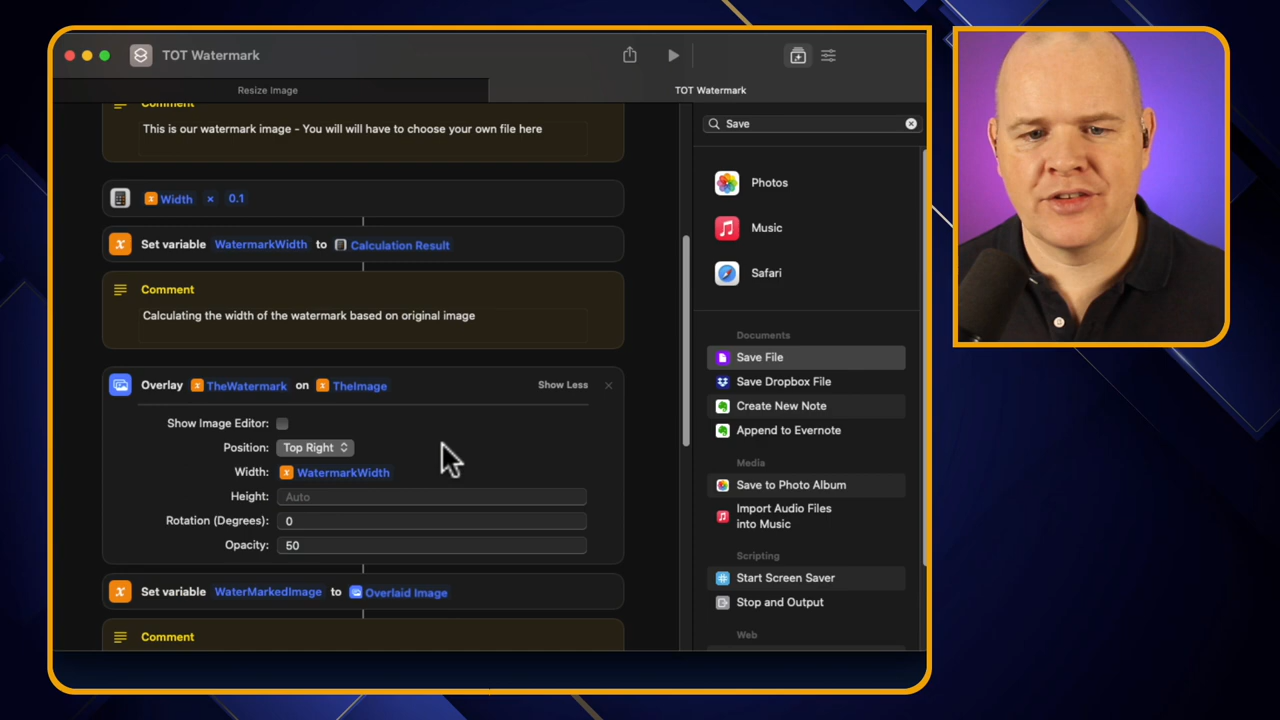 TOT Watermark
Resize Image
TOT Watermark
Comment
This is our watermark image - You will will have to choose your own file here
Width × 0.1
Set variable WatermarkWidth to Calculation Result
Comment
Calculating the width of the watermark based on original image
Overlay TheWatermark on TheImage Show Less
Show Image Editor:
Position: Top Right
Width: WatermarkWidth
Height: Auto
Rotation (Degrees): 0
Opacity: 50
Set variable WaterMarkedImage to Overlaid Image
Comment
Save
Photos
Music
Safari
Documents
Save File
Save Dropbox File
Create New Note
Append to Evernote
Media
Save to Photo Album
Import Audio Files
into Music
Scripting
Start Screen Saver
Stop and Output
Web